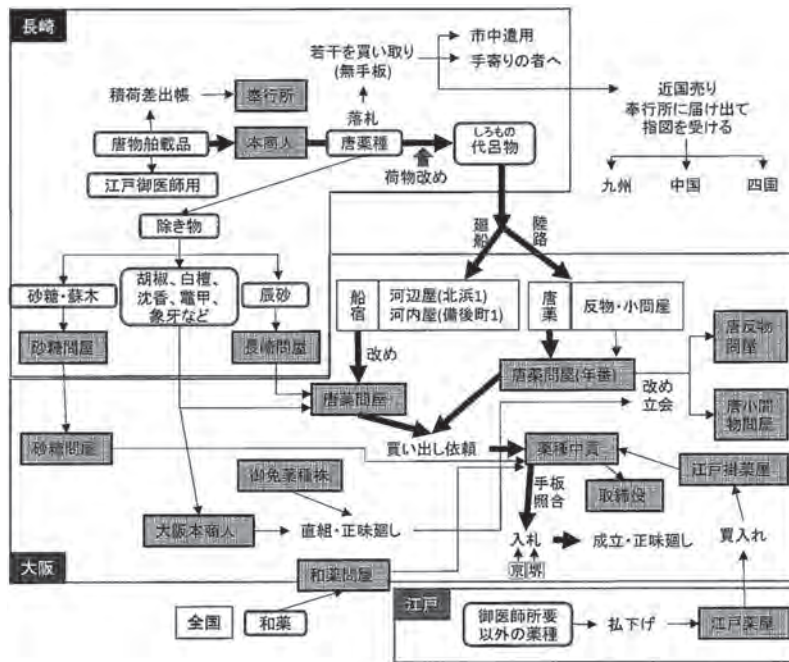 長崎
市中遣用
若干を買い取り
(無手板)
手寄りの者へ
近国売り
奉行所に届け出て
指図を受ける
積荷差出帳
奉行所
落札
唐物舶載品
本商人
唐薬種
しろもの
代呂物
荷物改め
江戸御医師用
九州
中国
四国
除き物
廻船
陸路
砂糖・蘇木
胡椒、白檀、
沈香、鼈甲、
象牙など
辰砂
船宿
河辺屋(北浜1)
河内屋(備後町1)
唐薬
反物・小問屋
唐反物
問屋
砂糖問屋
長崎問屋
改め
唐薬問屋(年番)
唐薬問屋
改め
立会
唐小間
物問屋
砂糖問屋
買い出し依頼
薬種中買
御免薬種株
江戸掛薬屋
手板
照合
取締役
大阪本商人
直組・正味廻し
入札
成立・正味廻し
買入れ
京
堺
大阪
和薬問屋
江戸
全国
和薬
御医師所要
以外の薬種
払下げ
江戸薬屋